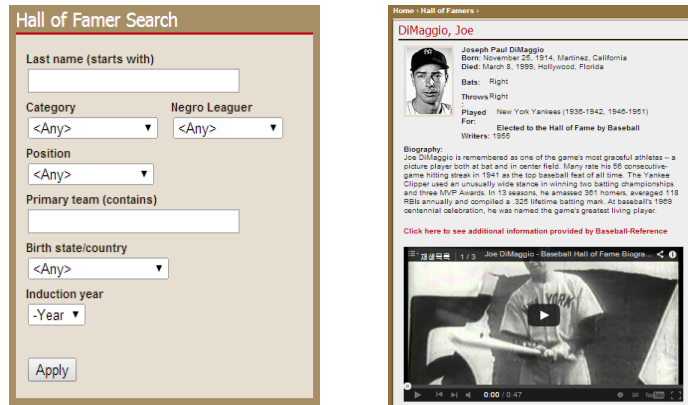 Hall of Famer Search
Last name (starts with)
Category Negro Leaguer
<Any> <Any>
Position
<Any>
Primary team (contains)
Birth state/country
<Any>
Induction year
-Year
Apply
Home › Hall of Famers ›
DiMaggio, Joe
Joseph Paul DiMaggio
Born: November 25, 1914, Martinez, California
Died: March 8, 1999, Hollywood, Florida
Bats: Right
Throws Right
:
Played New York Yankees (1936-1942, 1946-1951)
For:
Elected to the Hall of Fame by Baseball
Writers: 1955
Biography:
Joe DiMaggio is remembered as one of the game's most graceful athletes – a
picture player both at bat and in center field. Many rate his 56 consecutive-
game hitting streak in 1941 as the top baseball feat of all time. The Yankee
Clipper used an unusually wide stance in winning two batting championships
and three MVP Awards. In 13 seasons, he amassed 361 homers, averaged 118
RBIs annually and compiled a .325 lifetime batting mark. At baseball's 1969
centennial celebration, he was named the game's greatest living player.
Click here to see additional information provided by Baseball-Reference
재생목록 1 / 3 Joe DiMaggio - Baseball Hall of Fame Biogra...
YORK
0:00 / 0:47
YouTube